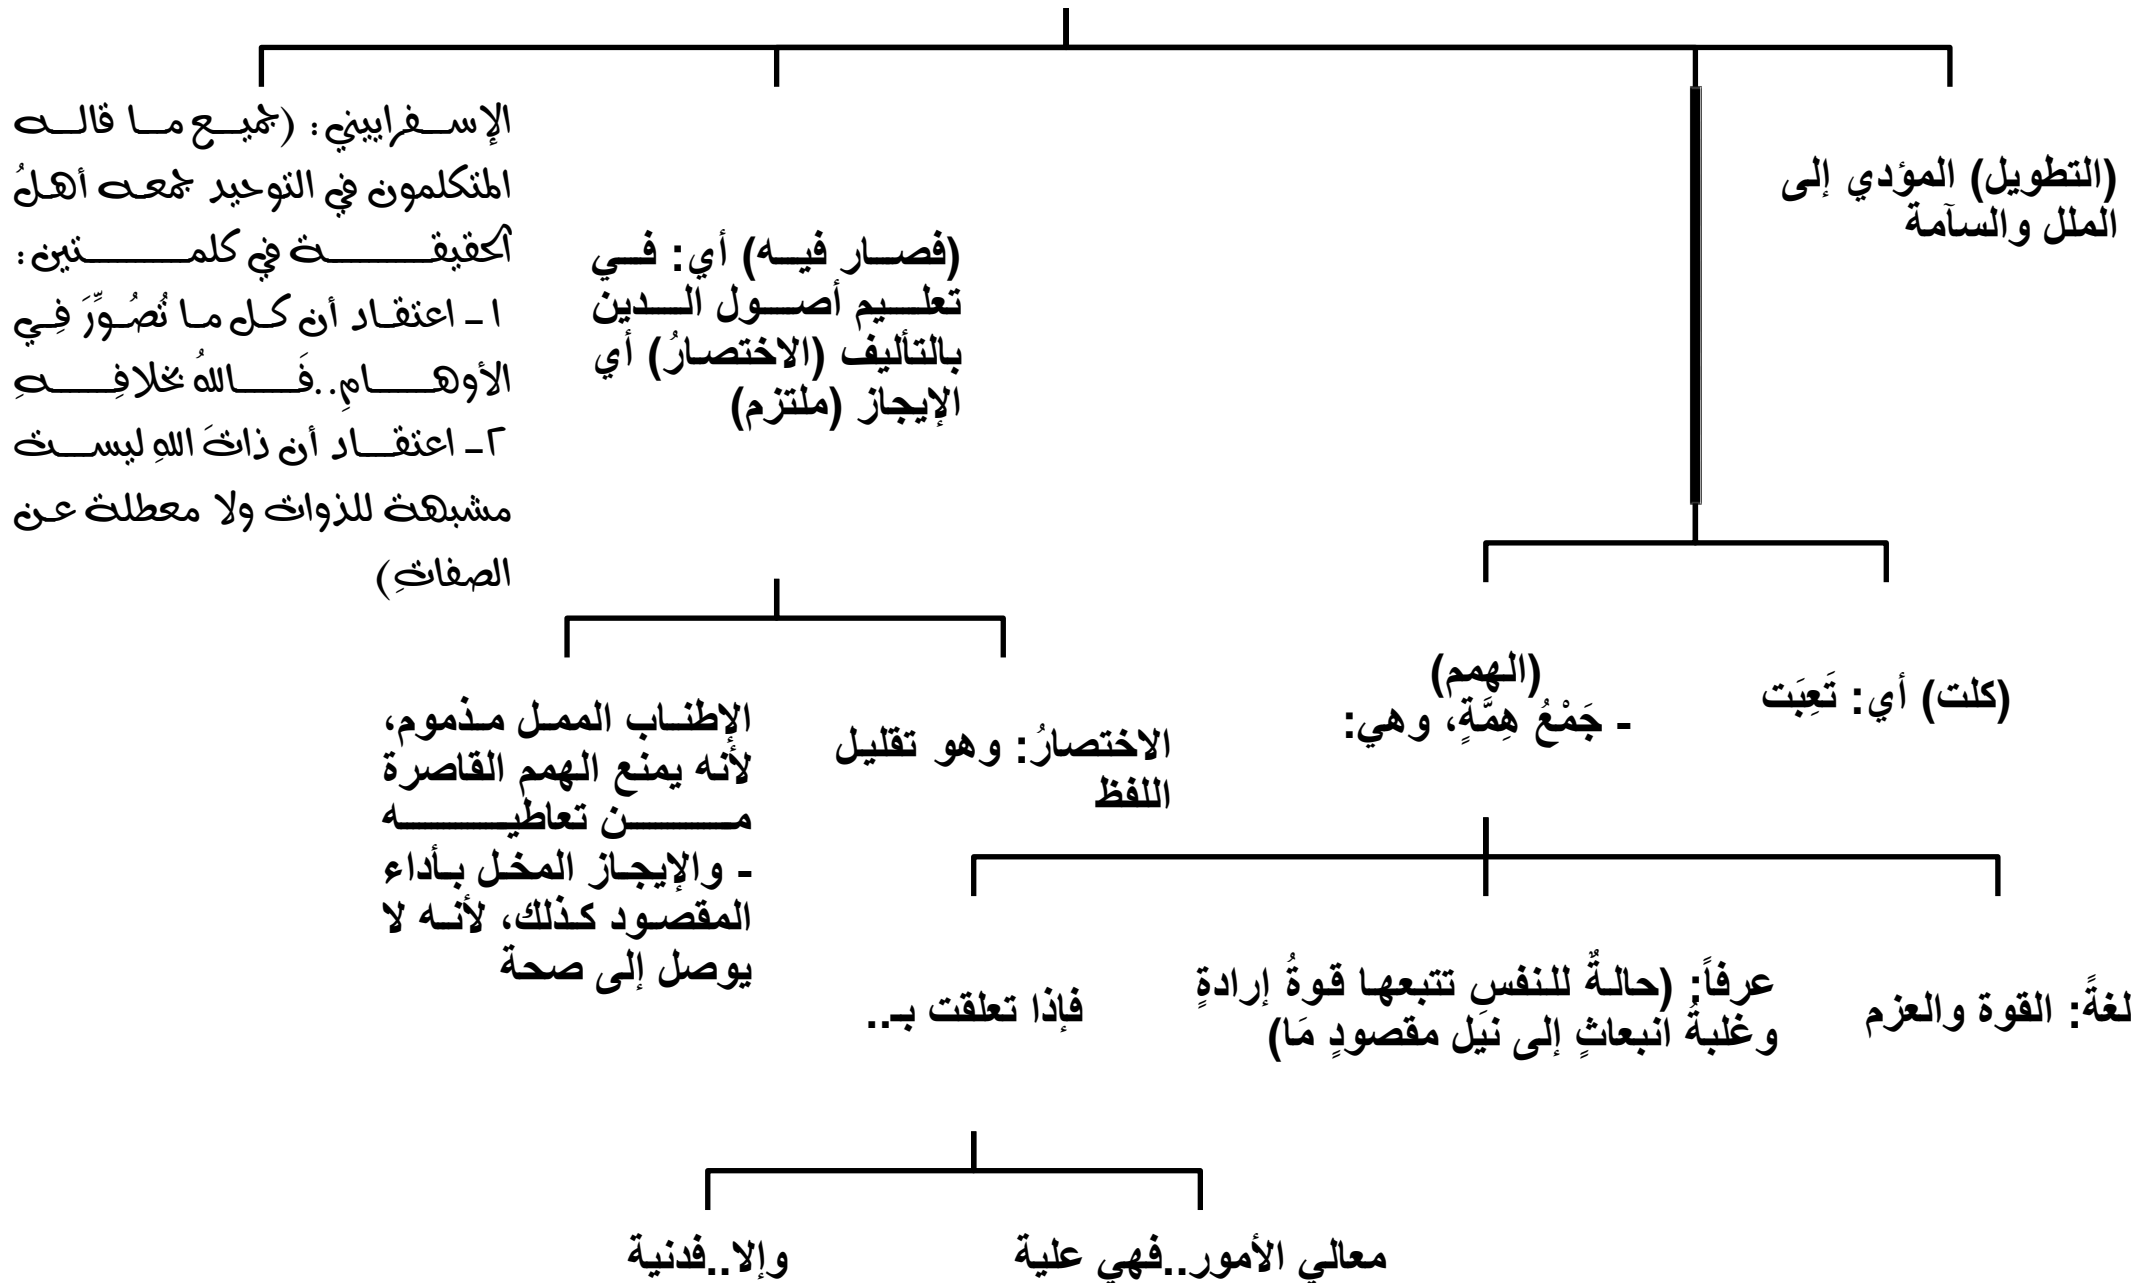 (التطويل) المؤدي إلى
الملل والسآمة
(كلت) أي: تَعِبَت
(الهمم)
- جَمْعُ هِمَّةٍ، وهي:
لغةً: القوة والعزم
عرفاً: (حالةٌ للنفسِ تتبعها قوةُ إرادةٍ
وغلبةُ انبعاثٍ إلى نيَل مقصودٍ مَا)
فإذا تعلقت بـ..
معالي الأمور..فهي علية
وإلا..فدنية
(فصار فيه) أي: في
تعليم أصول الدين
بالتأليف (الاختصارُ) أي
الإيجاز (ملتزم)
الاختصارُ: وهو تقليل
اللفظ
الإطناب الممل مذموم،
لأنه يمنع الهمم القاصرة
من تعاطيه
- والإيجاز المخل بأداء
المقصود كذلك، لأنه لا
يوصل إلى صحة
الإسفراييني: (جميع ما قاله
المتكلمون في التوحيد جمعه أهلُ
الحقيقة في كلمتين:
١- اعتقاد أن كل ما تُصُوِّرَ فِي
الأوهامِ..فَاللهُ بخلافِهِ
٢- اعتقاد أن ذاتَ اللهِ ليست
مشبهة للذوات ولا معطلة عن
الصفاتِ)